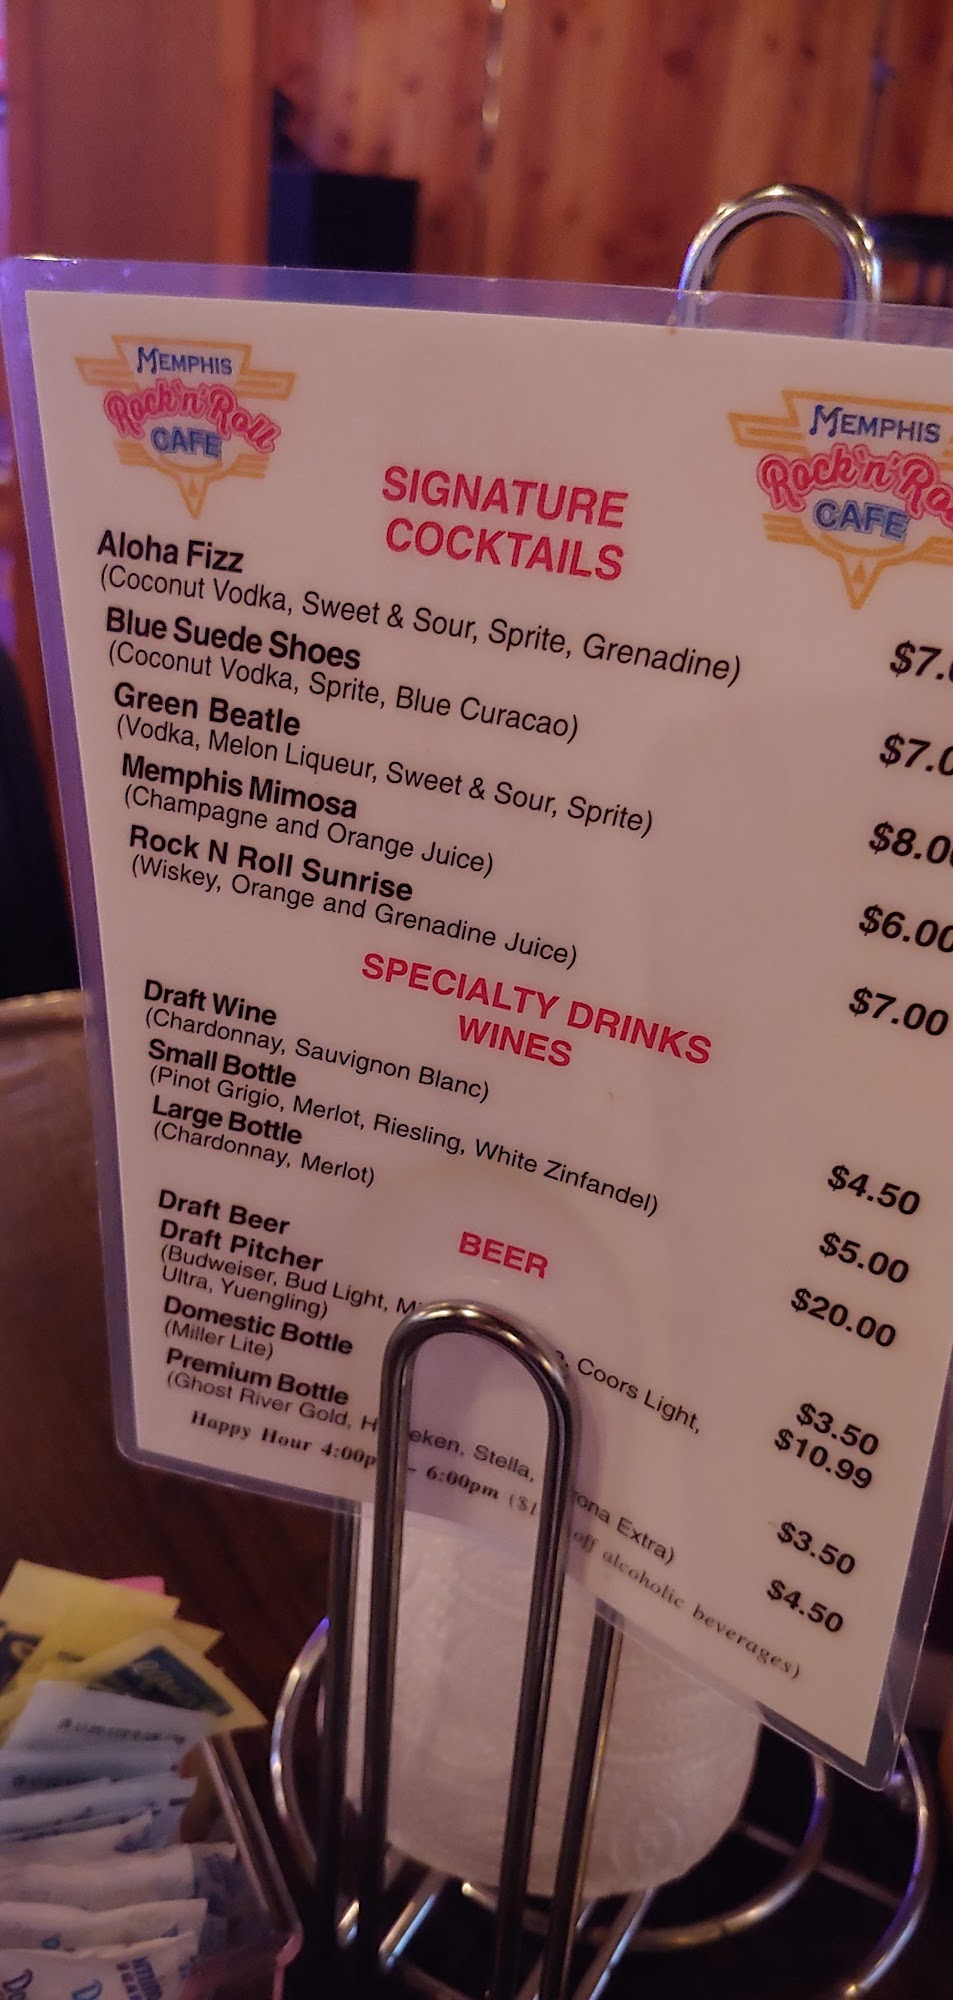 MEMPHIS
Rock'n'Roll
CAFE
MEMPHIS
Rock'n'Ro
CAFE
SIGNATURE
COCKTAILS
Aloha Fizz
(Coconut Vodka, Sweet & Sour, Sprite, Grenadine) $7.
Blue Suede Shoes
(Coconut Vodka, Sprite, Blue Curacao) $7.0
Green Beatle
(Vodka, Melon Liqueur, Sweet & Sour, Sprite) $8.00
Memphis Mimosa
(Champagne and Orange Juice) $6.00
Rock N Roll Sunrise
(Wiskey, Orange and Grenadine Juice) $7.00
SPECIALTY DRINKS
WINES
Draft Wine
(Chardonnay, Sauvignon Blanc) $4.50
Small Bottle
(Pinot Grigio, Merlot, Riesling, White Zinfandel) $5.00
Large Bottle
(Chardonnay, Merlot) $20.00
BEER
Draft Beer $3.50
Draft Pitcher $10.99
(Budweiser, Bud Light, Coors Light,
Ultra, Yuengling)
Domestic Bottle $3.50
(Miller Lite)
Premium Bottle $4.50
(Ghost River Gold, H eken, Stella, rona Extra)
Happy Hour 4:00p - 6:00pm ($1 off alcoholic beverages)